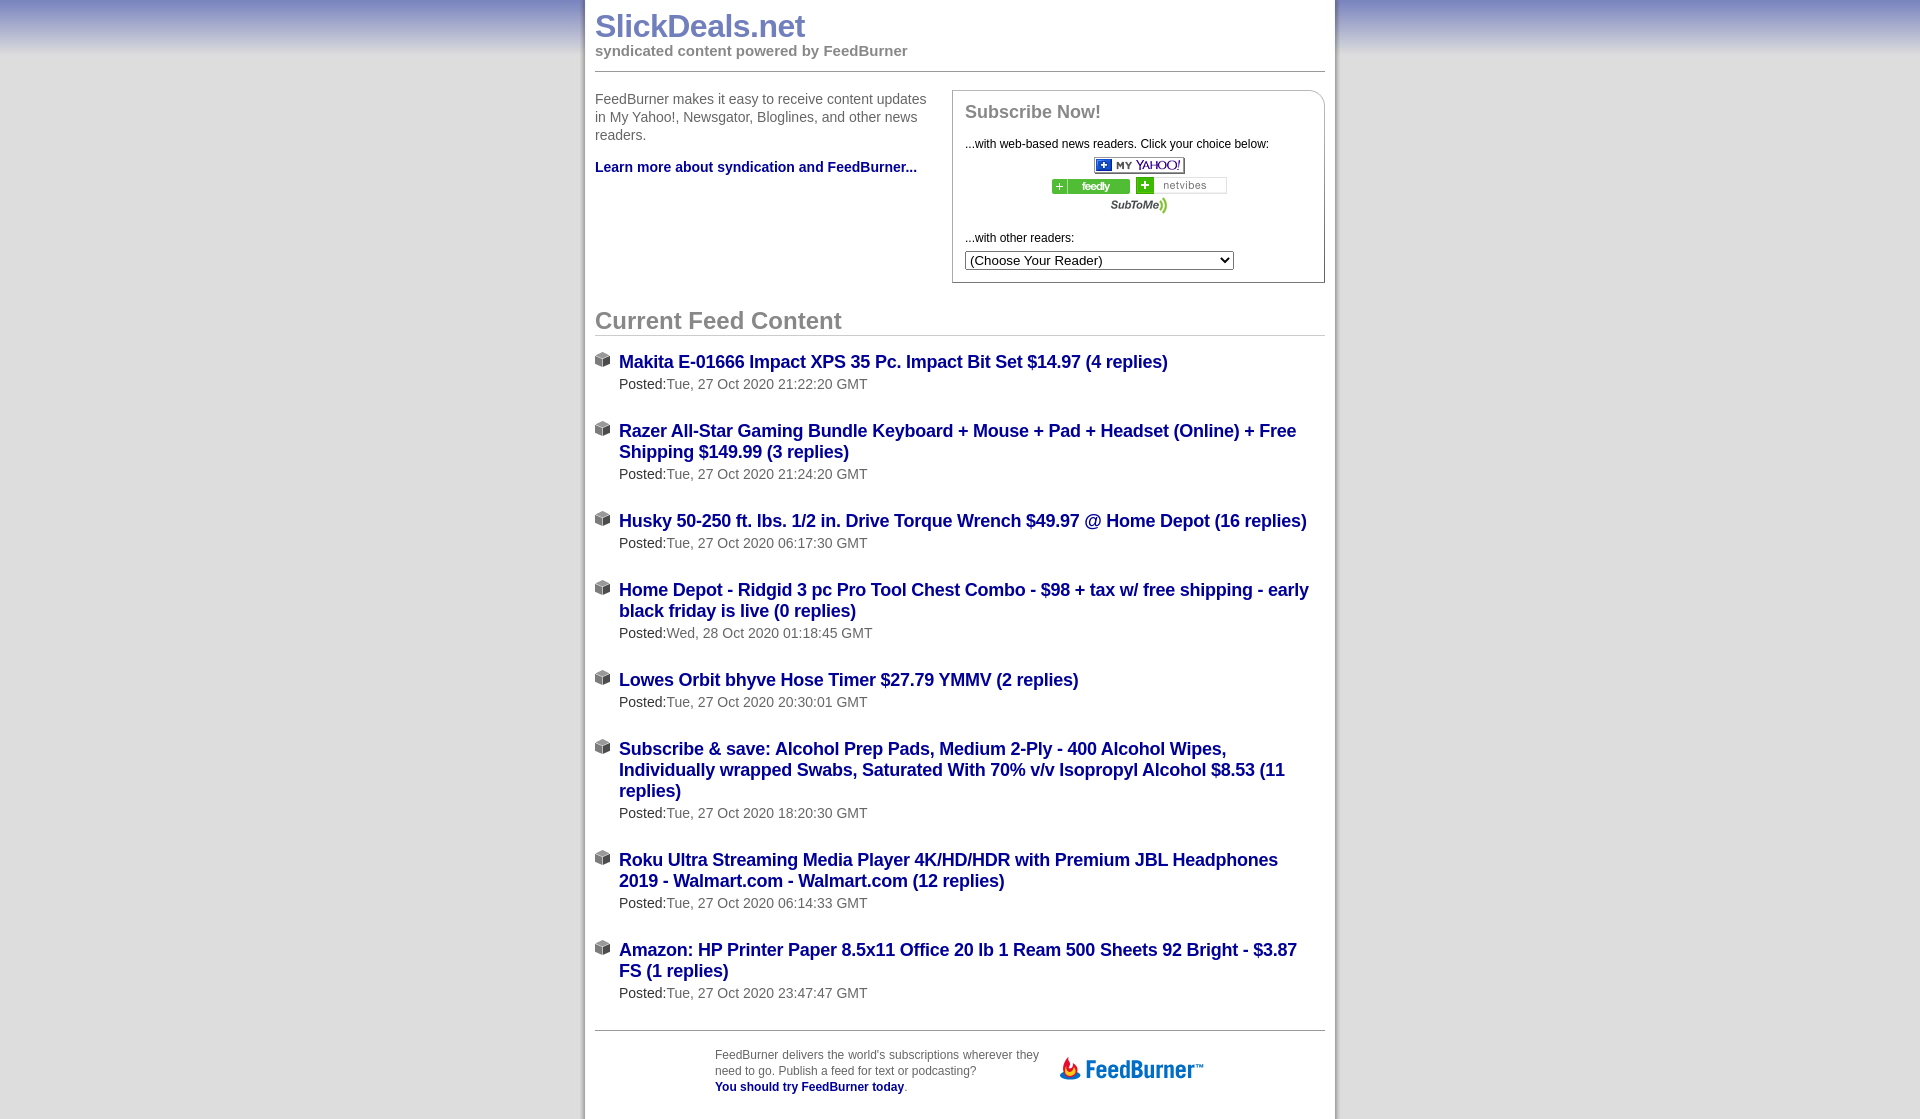 SlickDeals.net
syndicated content powered by FeedBurner
FeedBurner makes it easy to receive content updates
in My Yahoo!, Newsgator, Bloglines, and other news
readers.
Learn more about syndication and FeedBurner...
Subscribe Now!
...with web-based news readers. Click your choice below:
MY YAHOO!
feedly
netvibes
SubToMe
...with other readers:
(Choose Your Reader)
Current Feed Content
Makita E-01666 Impact XPS 35 Pc. Impact Bit Set $14.97 (4 replies)
Posted:Tue, 27 Oct 2020 21:22:20 GMT
Razer All-Star Gaming Bundle Keyboard + Mouse + Pad + Headset (Online) + Free
Shipping $149.99 (3 replies)
Posted:Tue, 27 Oct 2020 21:24:20 GMT
Husky 50-250 ft. lbs. 1/2 in. Drive Torque Wrench $49.97 @ Home Depot (16 replies)
Posted:Tue, 27 Oct 2020 06:17:30 GMT
Home Depot - Ridgid 3 pc Pro Tool Chest Combo - $98 + tax w/ free shipping - early
black friday is live (0 replies)
Posted:Wed, 28 Oct 2020 01:18:45 GMT
Lowes Orbit bhyve Hose Timer $27.79 YMMV (2 replies)
Posted:Tue, 27 Oct 2020 20:30:01 GMT
Subscribe & save: Alcohol Prep Pads, Medium 2-Ply - 400 Alcohol Wipes,
Individually wrapped Swabs, Saturated With 70% v/v Isopropyl Alcohol $8.53 (11
replies)
Posted:Tue, 27 Oct 2020 18:20:30 GMT
Roku Ultra Streaming Media Player 4K/HD/HDR with Premium JBL Headphones
2019 - Walmart.com - Walmart.com (12 replies)
Posted:Tue, 27 Oct 2020 06:14:33 GMT
Amazon: HP Printer Paper 8.5x11 Office 20 lb 1 Ream 500 Sheets 92 Bright - $3.87
FS (1 replies)
Posted:Tue, 27 Oct 2020 23:47:47 GMT
FeedBurner delivers the world's subscriptions wherever they
need to go. Publish a feed for text or podcasting?
You should try FeedBurner today.
FeedBurner™